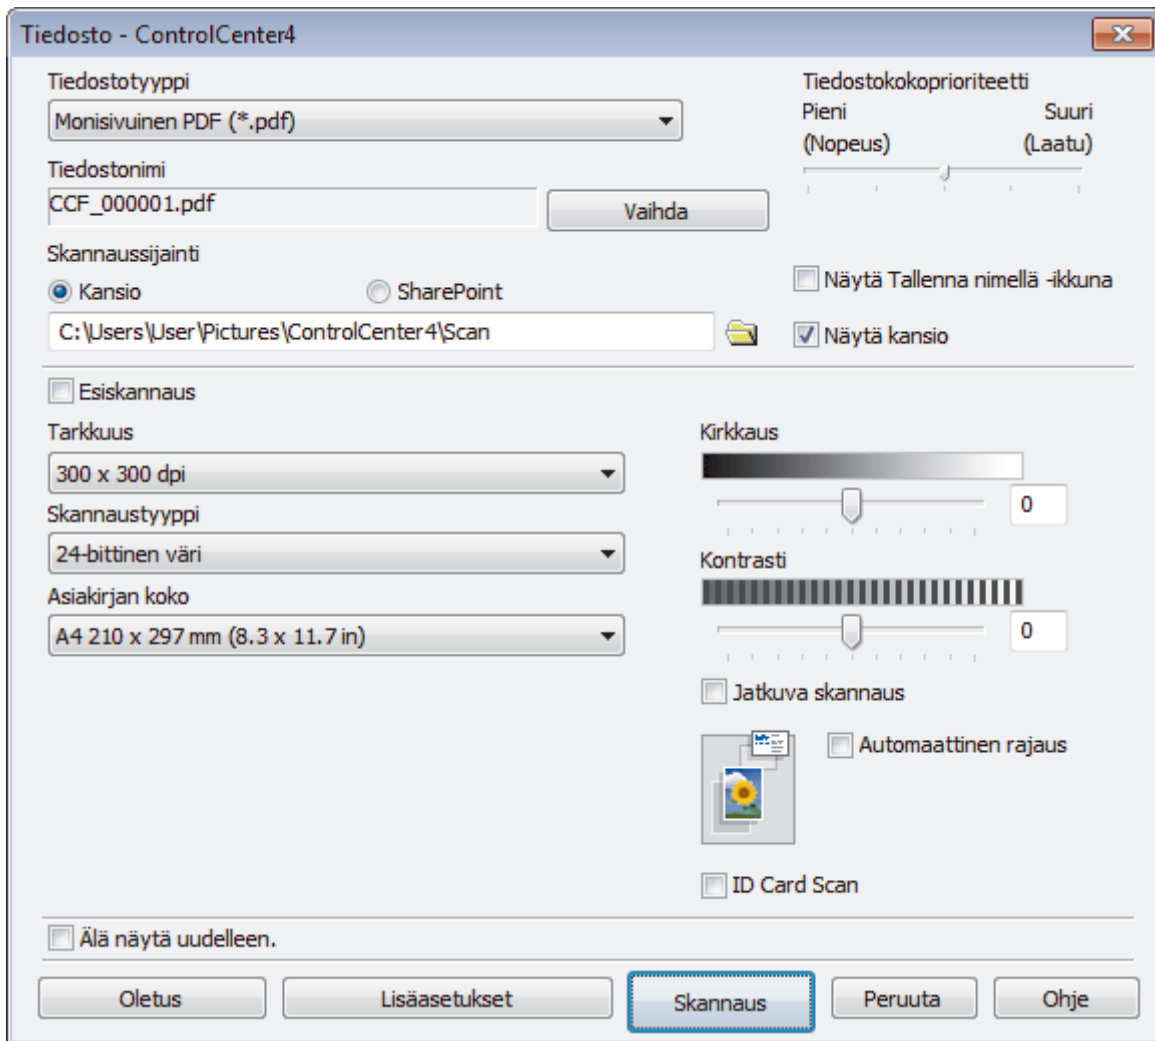 Tiedosto - ControlCenter4
Tiedostotyyppi
Monisivuinen PDF (*.pdf)
Tiedostokokoprioriteetti
Pieni Suuri
(Nopeus) (Laatu)
Tiedostonimi
CCF_000001.pdf
Vaihda
Skannaussijainti
Kansio SharePoint
C:\Users\User\Pictures\ControlCenter4\Scan
Näytä Tallenna nimellä -ikkuna
Näytä kansio
Esiskannaus
Tarkkuus
300 x 300 dpi
Skannaustyyppi
24-bittinen väri
Asiakirjan koko
A4 210 x 297 mm (8.3 x 11.7 in)
Kirkkaus
0
Kontrasti
0
Jatkuva skannaus
Automaattinen rajaus
ID Card Scan
Älä näytä uudelleen.
Oletus Lisäasetukset Skannaus Peruuta Ohje